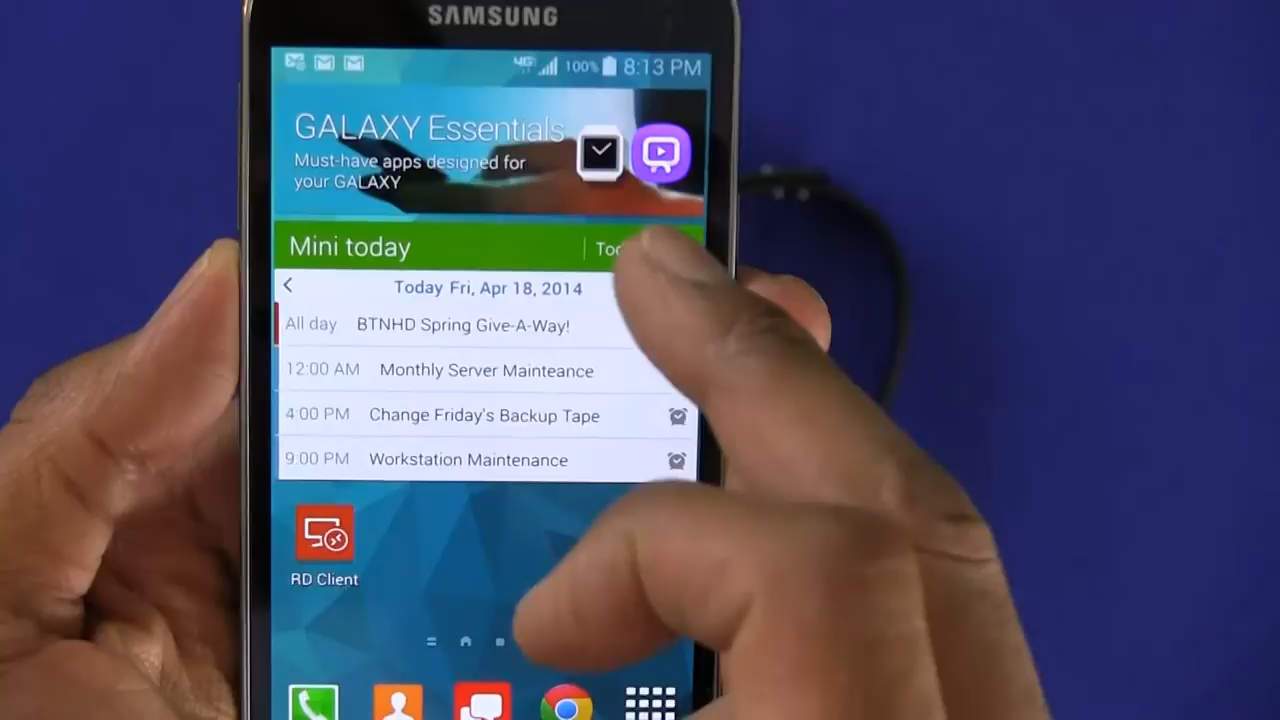 SAMSUNG
4G 100% 8:13 PM
GALAXY Essentials
Must-have apps designed for
your GALAXY
Mini today
Today Fri, Apr 18, 2014
All day BTNHD Spring Give-A-Way!
12:00 AM Monthly Server Mainteance
4:00 PM Change Friday's Backup Tape
9:00 PM Workstation Maintenance
RD Client